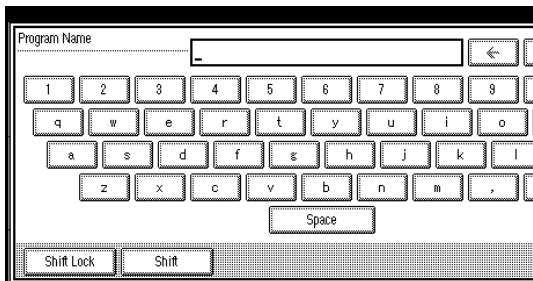 Program Name
_
←
1 2 3 4 5 6 7 8 9
q w e r t y u i o
a s d f g h j k l
z x c v b n m ,
Space
Shift Lock Shift